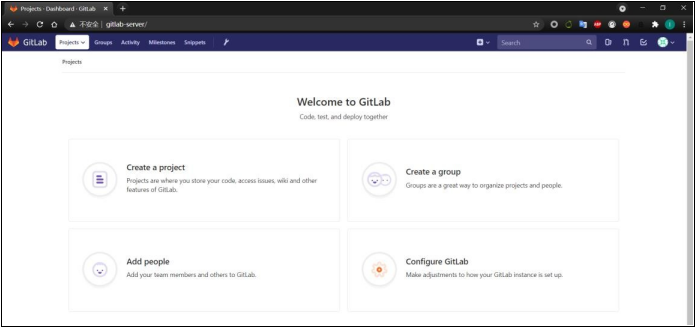 Projects · Dashboard · GitLab
不安全 | gitlab-server/
GitLab Projects Groups Activity Milestones Snippets Search
Projects
Welcome to GitLab
Code, test, and deploy together
Create a project
Projects are where you store your code, access issues, wiki and other
features of GitLab.
Create a group
Groups are a great way to organize projects and people.
Add people
Add your team members and others to GitLab.
Configure GitLab
Make adjustments to how your GitLab instance is set up.